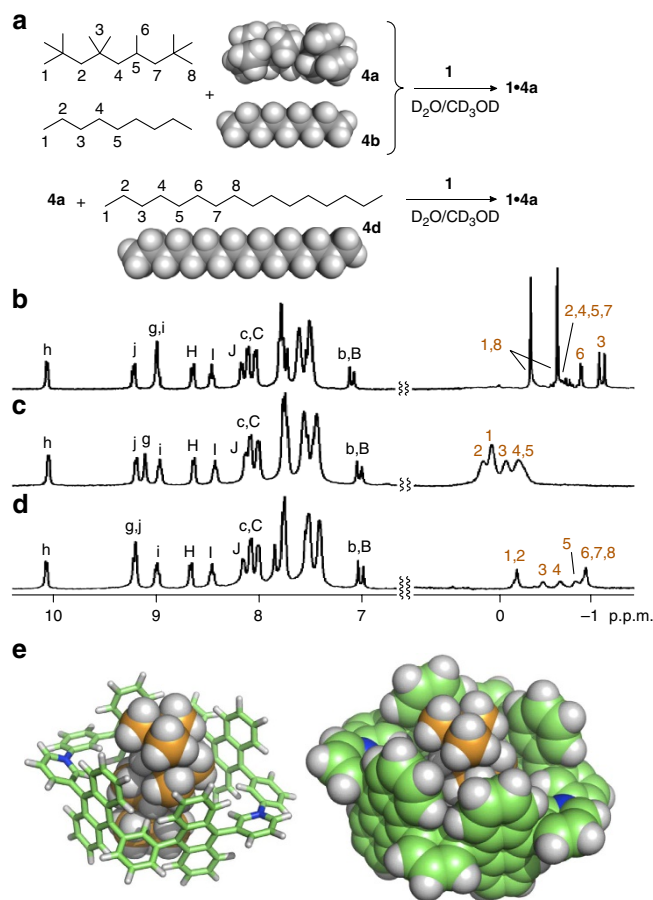 a
3 6
1 2 4 5 7 8
4a
+
1
1•4a
D2O/CD3OD
2 4
1 3 5
4b
4a + 2 4 6 8
1 3 5 7
4d
1
1•4a
D2O/CD3OD
b
h j g,i H I J c,C b,B 1,8 2,4,5,7 6 3
c
h j g i H I J c,C b,B 2 1 3 4,5
d
h g,j i H I J c,C b,B 1,2 3 4 5 6,7,8
10 9 8 7 0 –1 p.p.m.
e